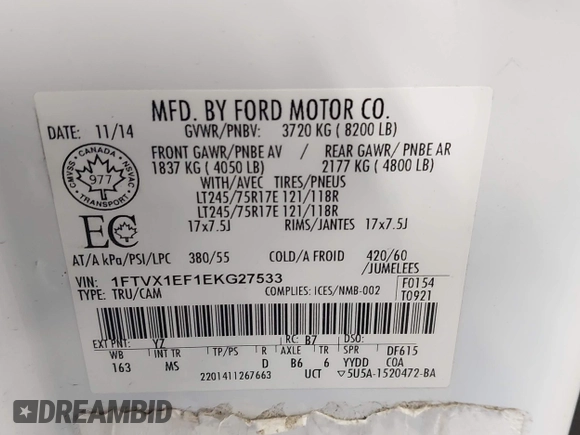 MFD. BY FORD MOTOR CO.
DATE: 11/14 GVWR/PNBV: 3720 KG ( 8200 LB)
FRONT GAWR/PNBE AV / REAR GAWR/ PNBE AR
1837 KG ( 4050 LB) 2177 KG ( 4800 LB)
WITH/AVEC TIRES/PNEUS
LT245/75R17E 121/118R
LT245/75R17E 121/118R
17x7.5J RIMS/JANTES 17x7.5J
CMVSS · CANADA · NSVAC
977
TRANSPORT
EC
AT/A kPa/PSI/LPC 380/55 COLD/A FROID 420/60
/JUMELEES
VIN: 1FTVX1EF1EKG27533 F0154
TYPE: TRU/CAM COMPLIES: ICES/NMB-002 T0921
EXT PNT: YZ RC: B7 DSO:
WB INT TR TP/PS R AXLE TR SPR DF615
163 MS D B6 6 YYDD COA
2201411267663 UCT ▽5U5A-1520472-BA
DREAMBID